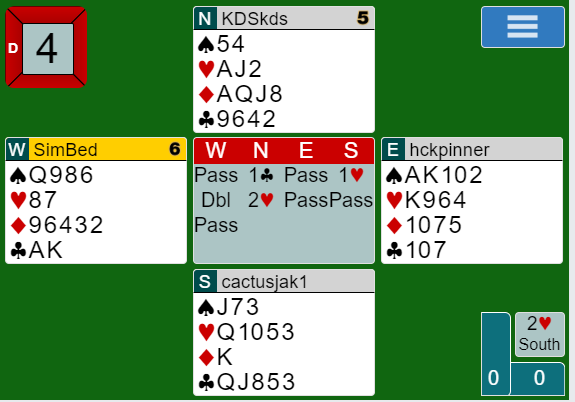 D 4
N KDSkds 5
♠54
♥AJ2
♦AQJ8
♣9642
W SimBed 6
♠Q986
♥87
♦96432
♣AK
W N E S
Pass 1♣ Pass 1♥
Dbl 2♥ Pass Pass
Pass
E hckpinner
♠AK102
♥K964
♦1075
♣107
S cactusjak1
♠J73
♥Q1053
♦K
♣QJ853
2♥
South
0 0